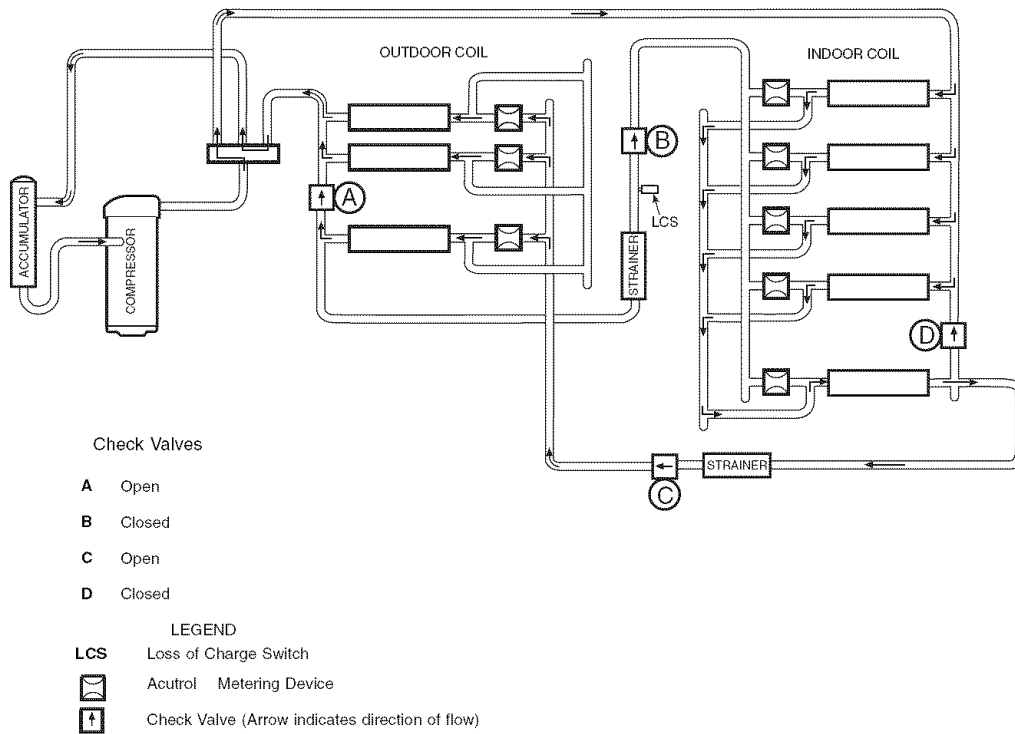 OUTDOOR COIL
INDOOR COIL
B
A
LCS
ACCUMULATOR
COMPRESSOR
STRAINER
D
STRAINER
C
Check Valves
A Open
B Closed
C Open
D Closed
LEGEND
LCS Loss of Charge Switch
Acutrol Metering Device
Check Valve (Arrow indicates direction of flow)